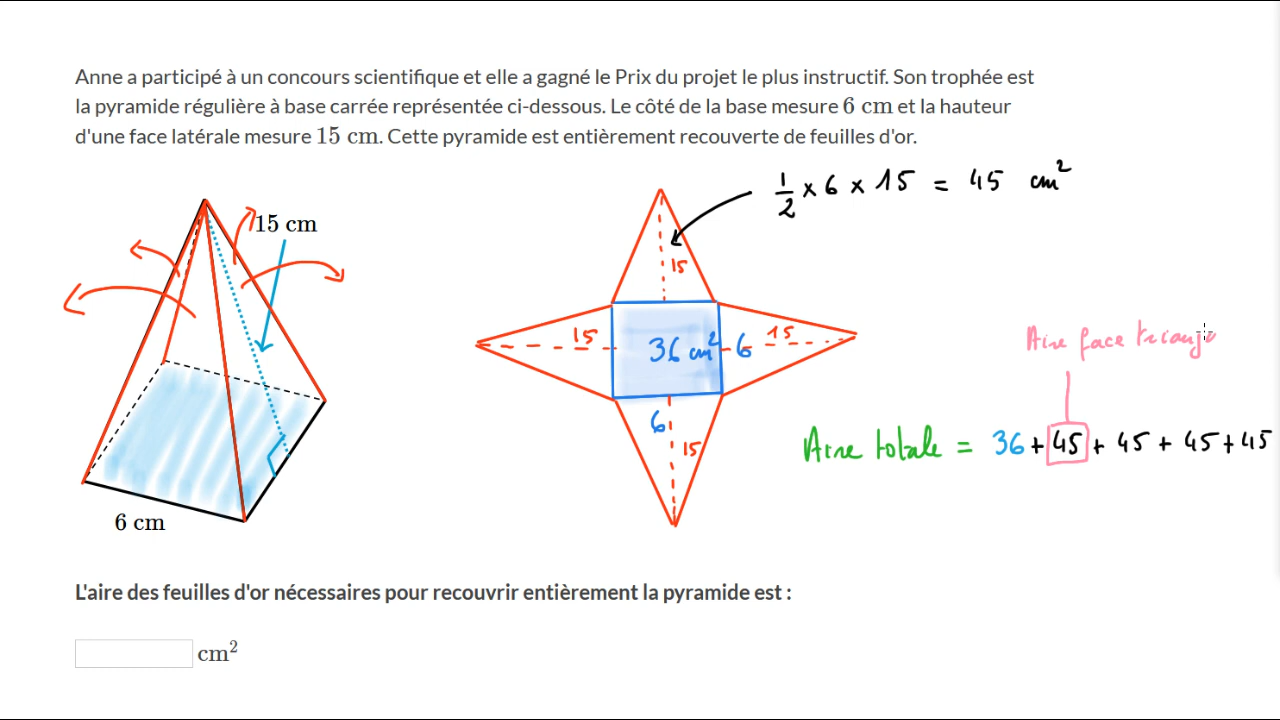 Anne a participé à un concours scientifique et elle a gagné le Prix du projet le plus instructif. Son trophée est
la pyramide régulière à base carrée représentée ci-dessous. Le côté de la base mesure 6 cm et la hauteur
d'une face latérale mesure 15 cm. Cette pyramide est entièrement recouverte de feuilles d'or.
1/2 x 6 x 15 = 45 cm²
15 cm
15
15
36 cm²
6
15
Aire face
6
15
Aire totale = 36 + 45 + 45 + 45 + 45
6 cm
L'aire des feuilles d'or nécessaires pour recouvrir entièrement la pyramide est :
cm²